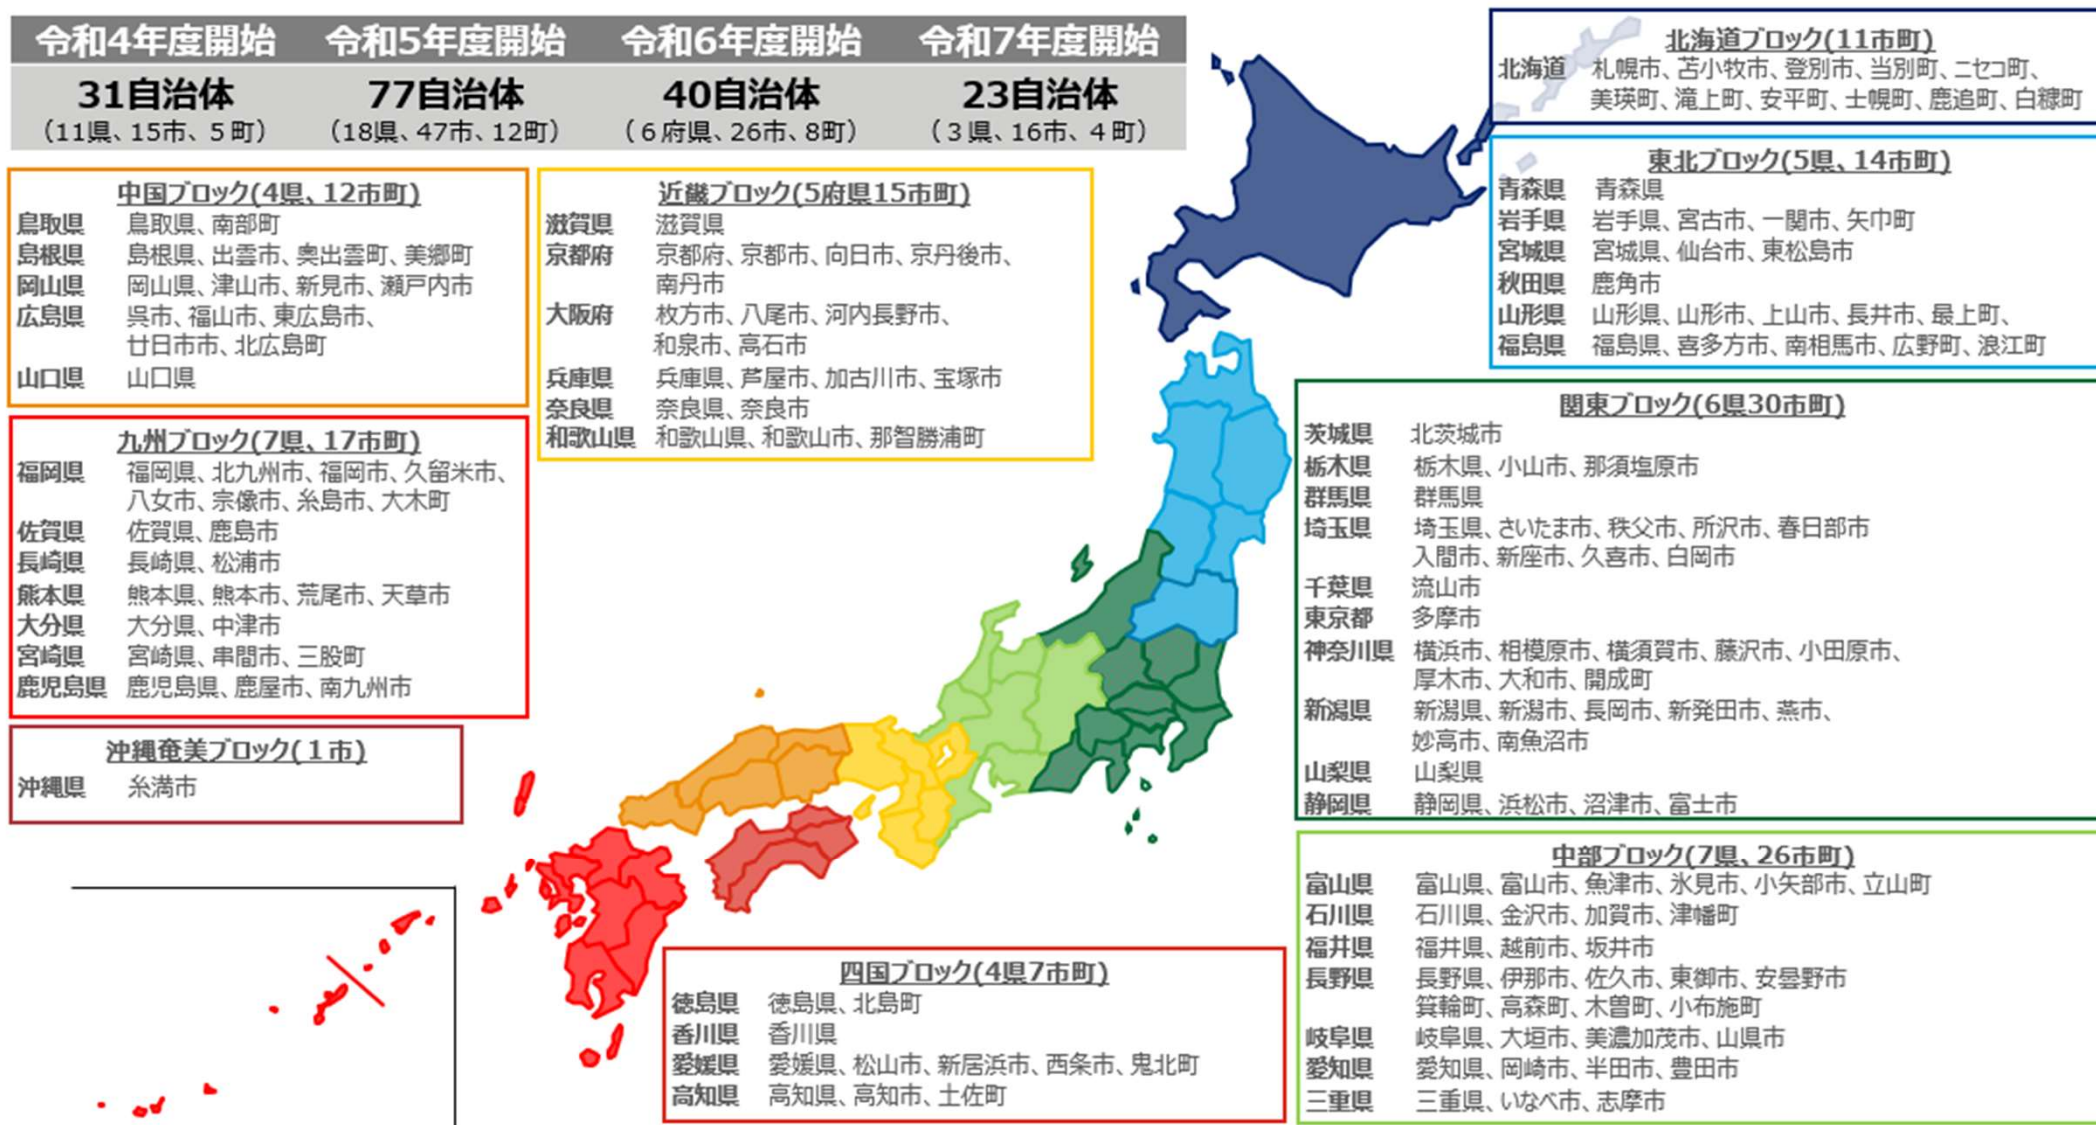 令和4年度開始 令和5年度開始 令和6年度開始 令和7年度開始
31自治体 77自治体 40自治体 23自治体
(11県、15市、5町) (18県、47市、12町) (6府県、26市、8町) (3県、16市、4町)
北海道ブロック(11市町)
北海道 札幌市、苫小牧市、登別市、当別町、ニセコ町、
美瑛町、滝上町、安平町、士幌町、鹿追町、白糠町
東北ブロック(5県、14市町)
青森県 青森県
岩手県 岩手県、宮古市、一関市、矢巾町
宮城県 宮城県、仙台市、東松島市
秋田県 鹿角市
山形県 山形県、山形市、上山市、長井市、最上町、
福島県 福島県、喜多方市、南相馬市、広野町、浪江町
中国ブロック(4県、12市町)
鳥取県 鳥取県、南部町
島根県 島根県、出雲市、奥出雲町、美郷町
岡山県 岡山県、津山市、新見市、瀬戸内市
広島県 呉市、福山市、東広島市、
廿日市市、北広島町
山口県 山口県
近畿ブロック(5府県15市町)
滋賀県 滋賀県
京都府 京都府、京都市、向日市、京丹後市、
南丹市
大阪府 枚方市、八尾市、河内長野市、
和泉市、高石市
兵庫県 兵庫県、芦屋市、加古川市、宝塚市
奈良県 奈良県、奈良市
和歌山県 和歌山県、和歌山市、那智勝浦町
関東ブロック(6県30市町)
茨城県 北茨城市
栃木県 栃木県、小山市、那須塩原市
群馬県 群馬県
埼玉県 埼玉県、さいたま市、秩父市、所沢市、春日部市
入間市、新座市、久喜市、白岡市
千葉県 流山市
東京都 多摩市
神奈川県 横浜市、相模原市、横須賀市、藤沢市、小田原市、
厚木市、大和市、開成町
新潟県 新潟県、新潟市、長岡市、新発田市、燕市、
妙高市、南魚沼市
山梨県 山梨県
静岡県 静岡県、浜松市、沼津市、富士市
九州ブロック(7県、17市町)
福岡県 福岡県、北九州市、福岡市、久留米市、
八女市、宗像市、糸島市、大木町
佐賀県 佐賀県、鹿島市
長崎県 長崎県、松浦市
熊本県 熊本県、熊本市、荒尾市、天草市
大分県 大分県、中津市
宮崎県 宮崎県、串間市、三股町
鹿児島県 鹿児島県、鹿屋市、南九州市
沖縄奄美ブロック(1市)
沖縄県 糸満市
中部ブロック(7県、26市町)
富山県 富山県、富山市、魚津市、氷見市、小矢部市、立山町
石川県 石川県、金沢市、加賀市、津幡町
福井県 福井県、越前市、坂井市
長野県 長野県、伊那市、佐久市、東御市、安曇野市
箕輪町、高森町、木曽町、小布施町
岐阜県 岐阜県、大垣市、美濃加茂市、山県市
愛知県 愛知県、岡崎市、半田市、豊田市
三重県 三重県、いなべ市、志摩市
四国ブロック(4県7市町)
徳島県 徳島県、北島町
香川県 香川県
愛媛県 愛媛県、松山市、新居浜市、西条市、鬼北町
高知県 高知県、高知市、土佐町